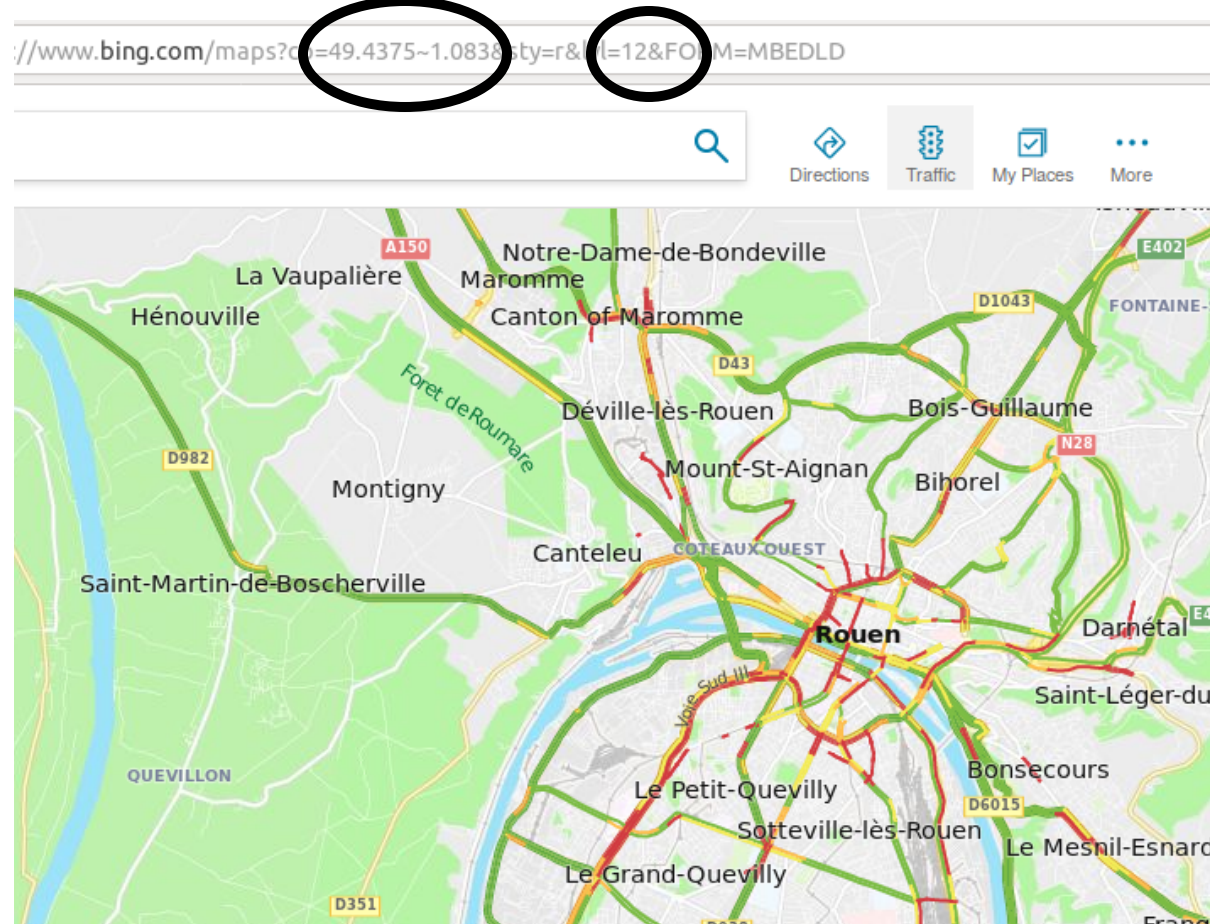 ://www.bing.com/maps?cp=49.4375~1.083&sty=r&lvl=12&FORM=MBEDLD
Directions
Traffic
My Places
More
A150
Notre-Dame-de-Bondeville
E402
La Vaupalière
Maromme
D1043
FONTAINE-
Hénouville
Canton of Maromme
D43
Foret de Roumare
Déville-lès-Rouen
Bois-Guillaume
N28
D982
Mount-St-Aignan
Bihorel
Montigny
Canteleu
COTEAUX OUEST
Saint-Martin-de-Boscherville
Rouen
Darnétal
E4
Voie Sud III
Saint-Léger-du
QUEVILLON
Bonsecours
Le Petit-Quevilly
D6015
Sotteville-lès-Rouen
Le Mesnil-Esnard
Le Grand-Quevilly
D351